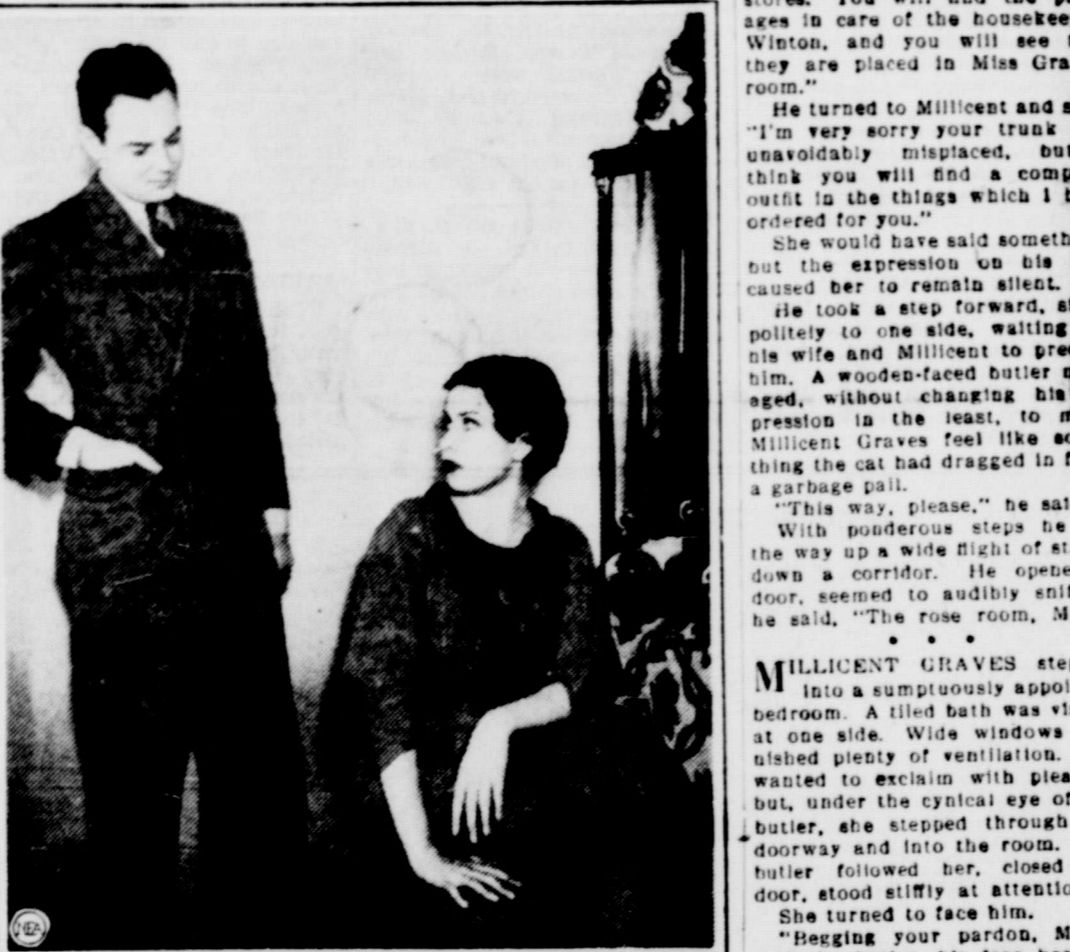 NEA
ages in care of the housekee
Winton, and you will see
they are placed in Miss Gra
room."
He turned to Millicent and s
"I'm very sorry your trunk
unavoidably misplaced, but
think you will find a comp
outfit in the things which I h
ordered for you."
She would have said someth
but the expression on his
caused her to remain silent.
He took a step forward, st
politely to one side, waiting
his wife and Millicent to prec
him. A wooden-faced butler m
aged, without changing his
pression in the least, to m
Millicent Graves feel like so
thing the cat had dragged in f
a garbage pail.
"This way, please," he sai
With ponderous steps he
the way up a wide flight of st
down a corridor. He opene
door, seemed to audibly snif
he said, "The rose room, M
• • •
MILLICENT GRAVES ste
into a sumptuously appoi
bedroom. A tiled bath was vi
at one side. Wide windows
nished plenty of ventilation.
wanted to exclaim with plea
but, under the cynical eye of
butler, she stepped through
doorway and into the room.
butler followed her, closed
door, stood stiffly at attentio
She turned to face him.
"Begging your pardon, M